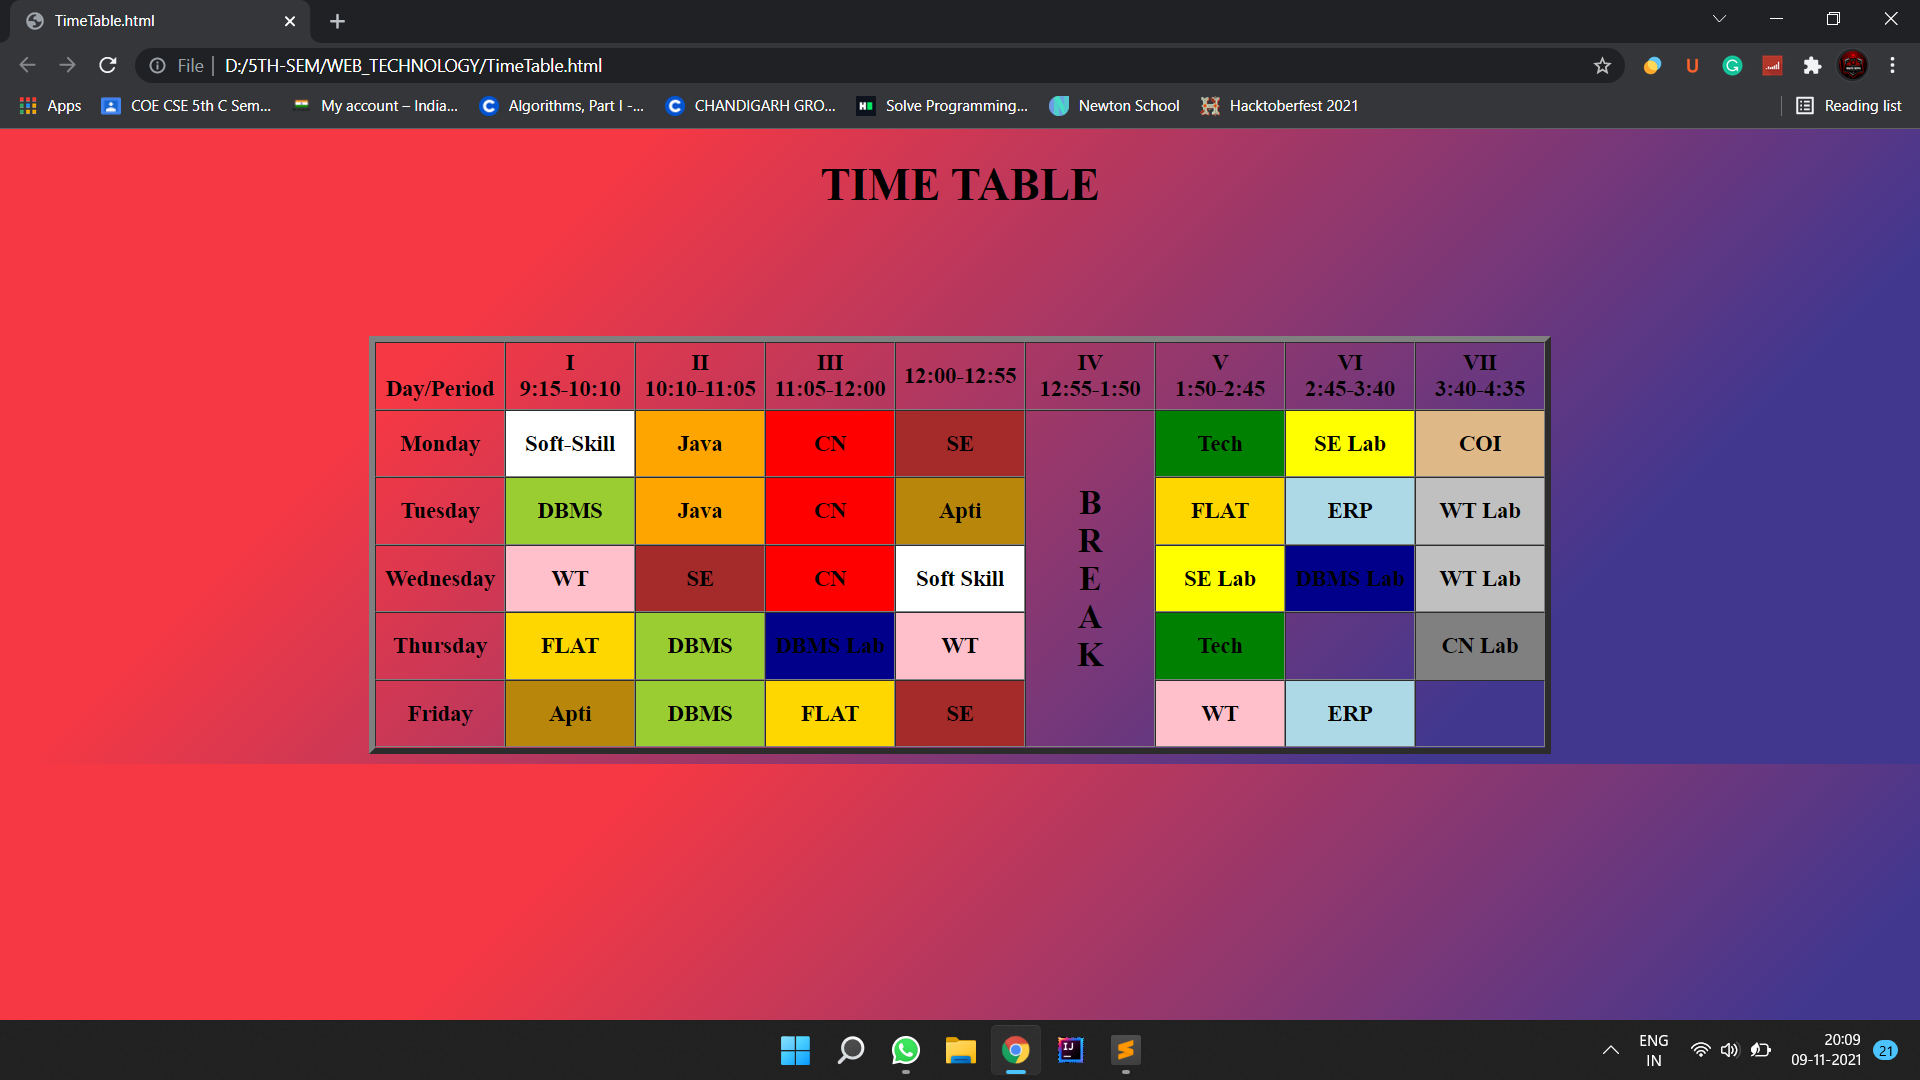 TimeTable.html
File
D:/5TH-SEM/WEB_TECHNOLOGY/TimeTable.html
Apps
COE CSE 5th C Sem...
My account – India...
Algorithms, Part I -...
CHANDIGARH GRO...
Solve Programming...
Newton School
Hacktoberfest 2021
Reading list
TIME TABLE
Day/Period
I
9:15-10:10
II
10:10-11:05
III
11:05-12:00
12:00-12:55
IV
12:55-1:50
V
1:50-2:45
VI
2:45-3:40
VII
3:40-4:35
Monday
Soft-Skill
Java
CN
SE
B
R
E
A
K
Tech
SE Lab
COI
Tuesday
DBMS
Java
CN
Apti
FLAT
ERP
WT Lab
Wednesday
WT
SE
CN
Soft Skill
SE Lab
DBMS Lab
WT Lab
Thursday
FLAT
DBMS
DBMS Lab
WT
Tech
CN Lab
Friday
Apti
DBMS
FLAT
SE
WT
ERP
ENG
IN
20:09
09-11-2021
21